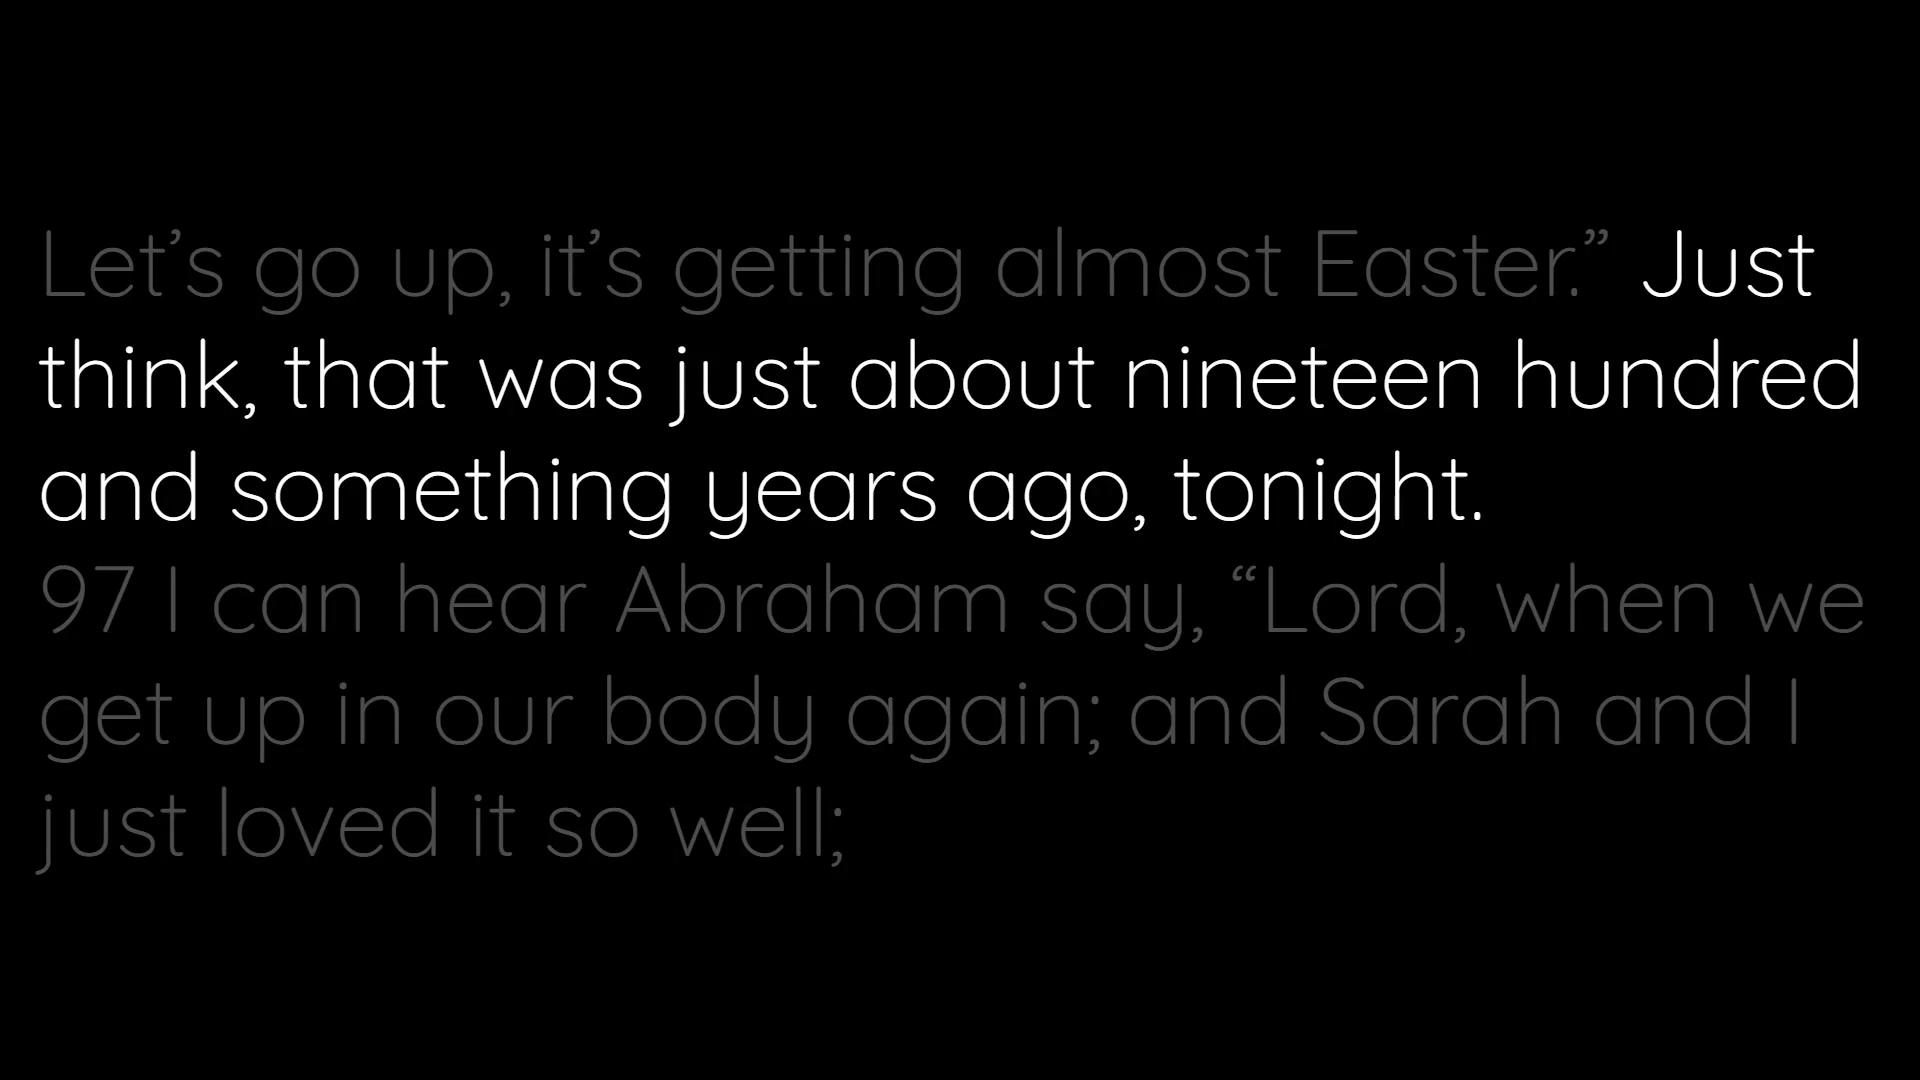 Let’s go up, it’s getting almost Easter.” Just
think, that was just about nineteen hundred
and something years ago, tonight.
97 I can hear Abraham say, “Lord, when we
get up in our body again; and Sarah and I
just loved it so well;